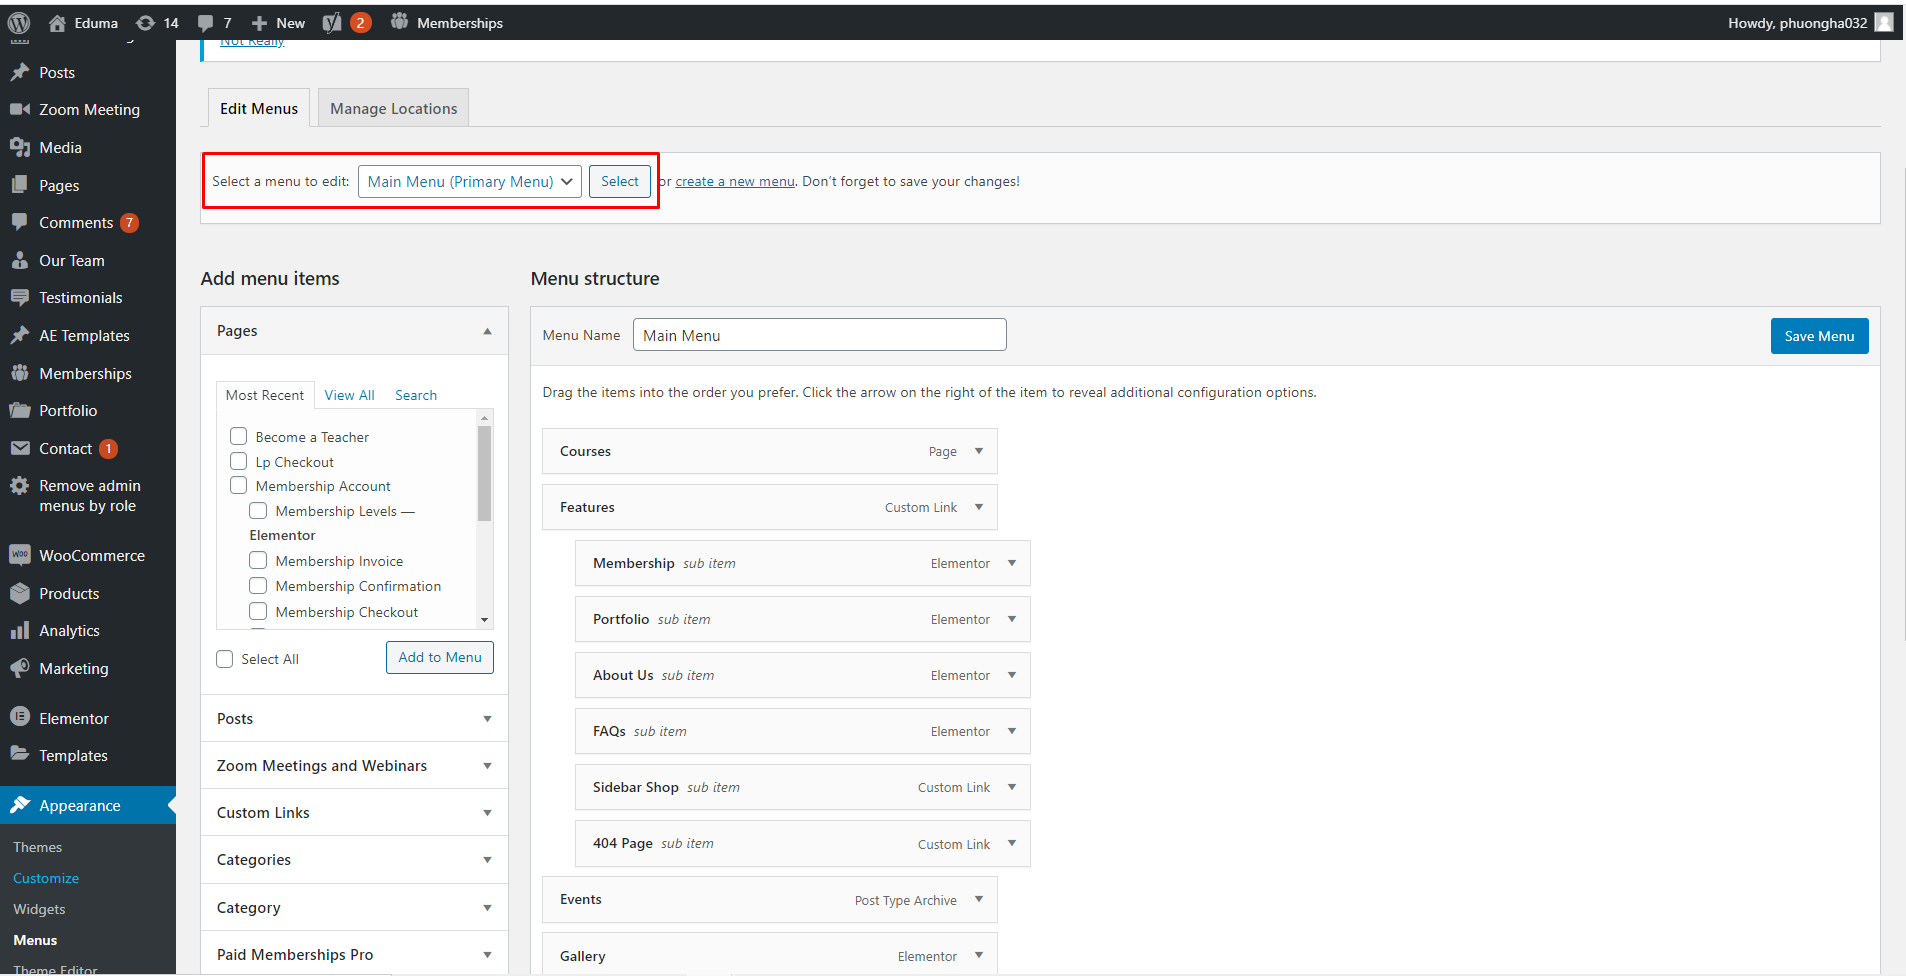 Eduma 14 7 New 2 Memberships Howdy, phuongha032
Not Really
Posts
Zoom Meeting
Media
Pages
Comments 7
Our Team
Testimonials
AE Templates
Memberships
Portfolio
Contact 1
Remove admin
menus by role
WooCommerce
Products
Analytics
Marketing
Elementor
Templates
Appearance
Themes
Customize
Widgets
Menus
Theme Editor
Edit Menus Manage Locations
Select a menu to edit: Main Menu (Primary Menu) Select or create a new menu. Don't forget to save your changes!
Add menu items
Pages
Most Recent View All Search
Become a Teacher
Lp Checkout
Membership Account
Membership Levels —
Elementor
Membership Invoice
Membership Confirmation
Membership Checkout
Select All Add to Menu
Posts
Zoom Meetings and Webinars
Custom Links
Categories
Category
Paid Memberships Pro
Menu structure
Menu Name Main Menu Save Menu
Drag the items into the order you prefer. Click the arrow on the right of the item to reveal additional configuration options.
Courses Page
Features Custom Link
Membership sub item Elementor
Portfolio sub item Elementor
About Us sub item Elementor
FAQs sub item Elementor
Sidebar Shop sub item Custom Link
404 Page sub item Custom Link
Events Post Type Archive
Gallery Elementor